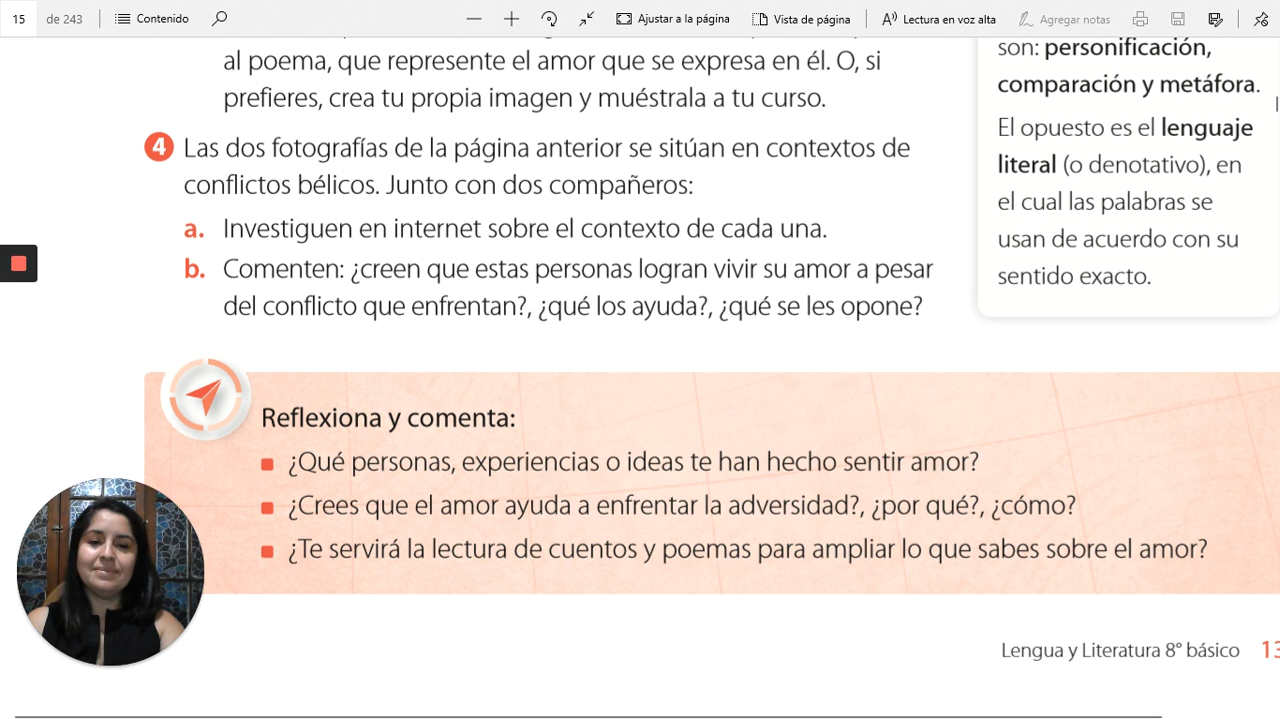 15 de 243 Contenido Ajustar a la página Vista de página Lectura en voz alta Agregar notas
al poema, que represente el amor que se expresa en él. O, si
prefieres, crea tu propia imagen y muéstrala a tu curso.
4 Las dos fotografías de la página anterior se sitúan en contextos de
conflictos bélicos. Junto con dos compañeros:
a. Investiguen en internet sobre el contexto de cada una.
b. Comenten: ¿creen que estas personas logran vivir su amor a pesar
del conflicto que enfrentan?, ¿qué los ayuda?, ¿qué se les opone?
son: personificación,
comparación y metáfora.
El opuesto es el lenguaje
literal (o denotativo), en
el cual las palabras se
usan de acuerdo con su
sentido exacto.
Reflexiona y comenta:
¿Qué personas, experiencias o ideas te han hecho sentir amor?
¿Crees que el amor ayuda a enfrentar la adversidad?, ¿por qué?, ¿cómo?
¿Te servirá la lectura de cuentos y poemas para ampliar lo que sabes sobre el amor?
Lengua y Literatura 8° básico 13